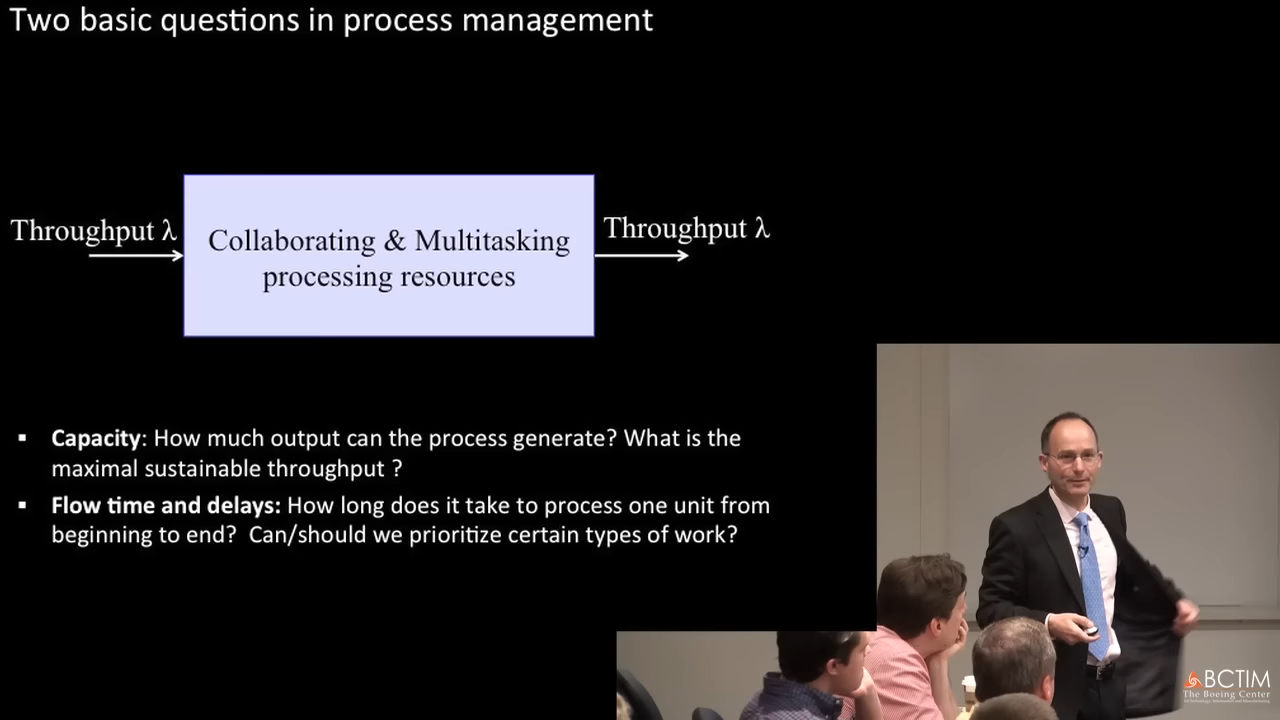 Two basic questions in process management
Throughput λ
Collaborating & Multitasking
processing resources
Throughput λ
▪ Capacity: How much output can the process generate? What is the
maximal sustainable throughput ?
▪ Flow time and delays: How long does it take to process one unit from
beginning to end?  Can/should we prioritize certain types of work?
BCTIM
The Boeing Center